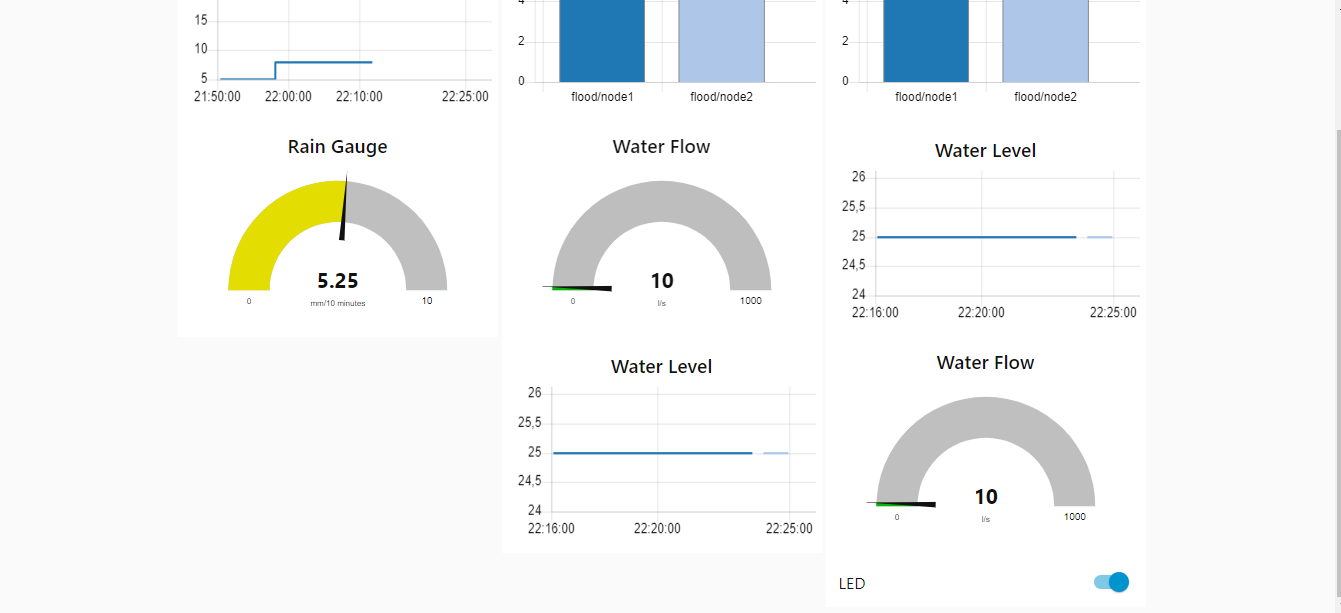 15
10
5
21:50:00 22:00:00 22:10:00 22:25:00
Rain Gauge
5.25
0 mm/10 minutes 10
4
2
0
flood/node1 flood/node2
Water Flow
10
0 l/s 1000
Water Level
26
25,5
25
24,5
24
22:16:00 22:20:00 22:25:00
4
2
0
flood/node1 flood/node2
Water Level
26
25,5
25
24,5
24
22:16:00 22:20:00 22:25:00
Water Flow
10
0 l/s 1000
LED